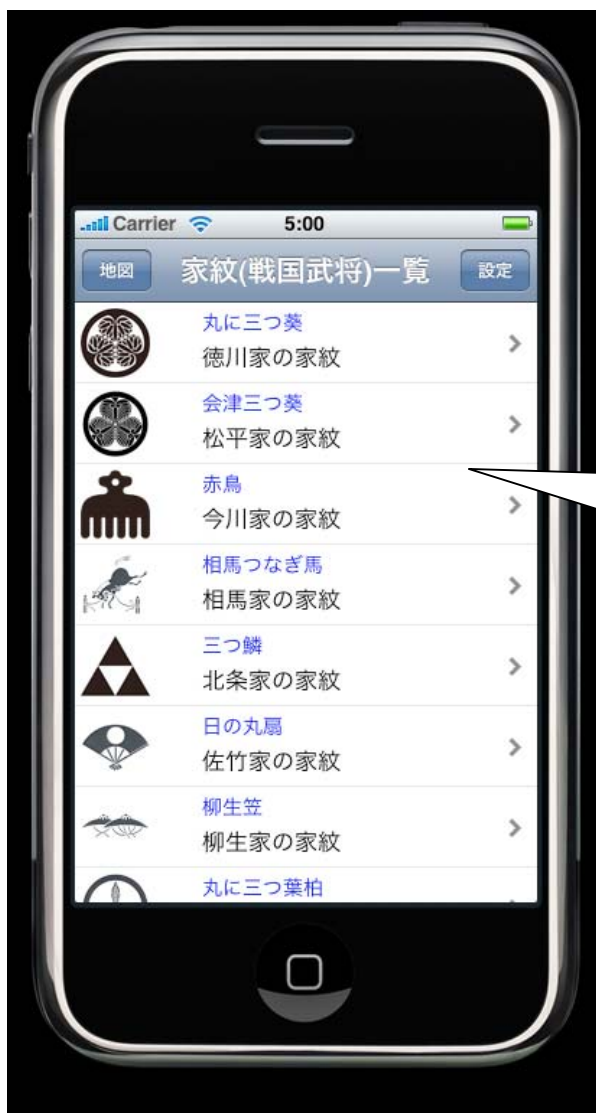 Carrier 5:00
地図 家紋(戦国武将)一覧 設定
丸に三つ葵
徳川家の家紋
会津三つ葵
松平家の家紋
赤鳥
今川家の家紋
相馬つなぎ馬
相馬家の家紋
三つ鱗
北条家の家紋
日の丸扇
佐竹家の家紋
柳生笠
柳生家の家紋
丸に三つ葉柏